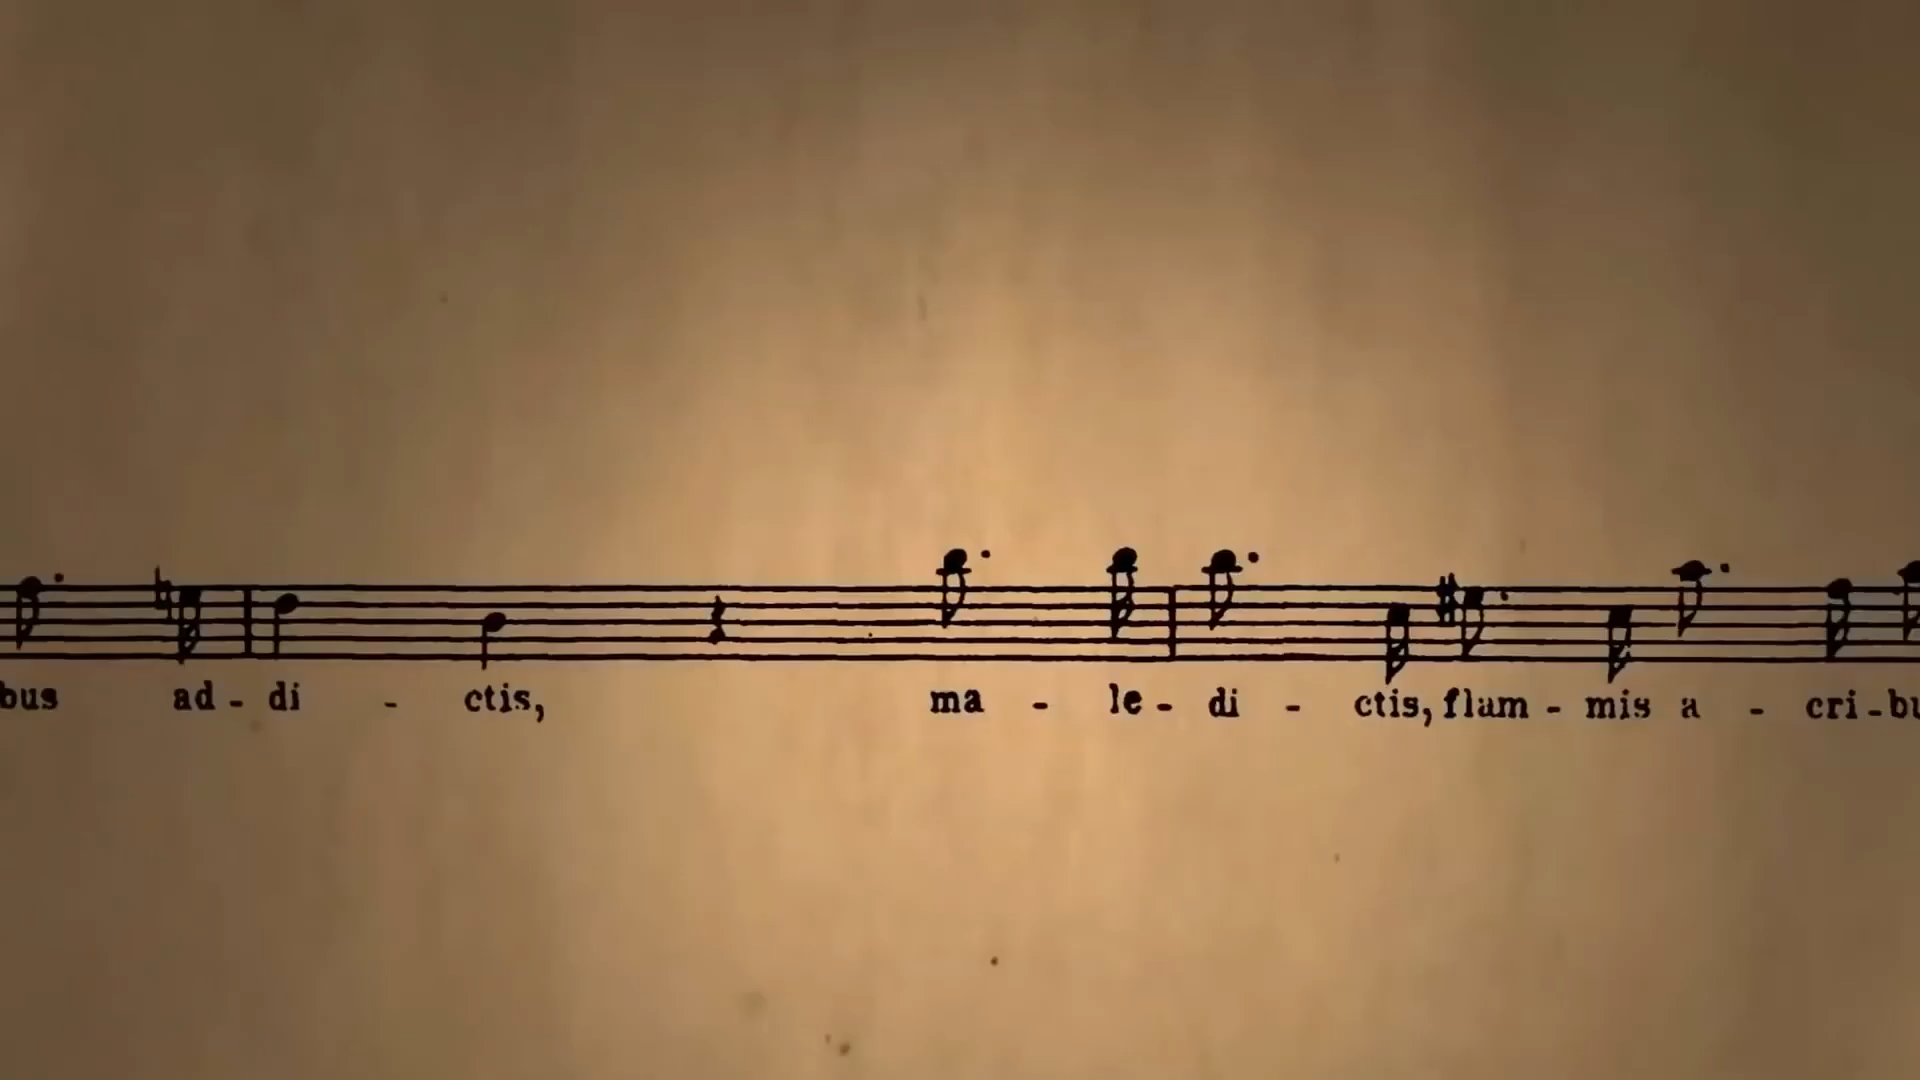 bus ad - di - ctis, ma - le - di - ctis, flam - mis a - cri - bu